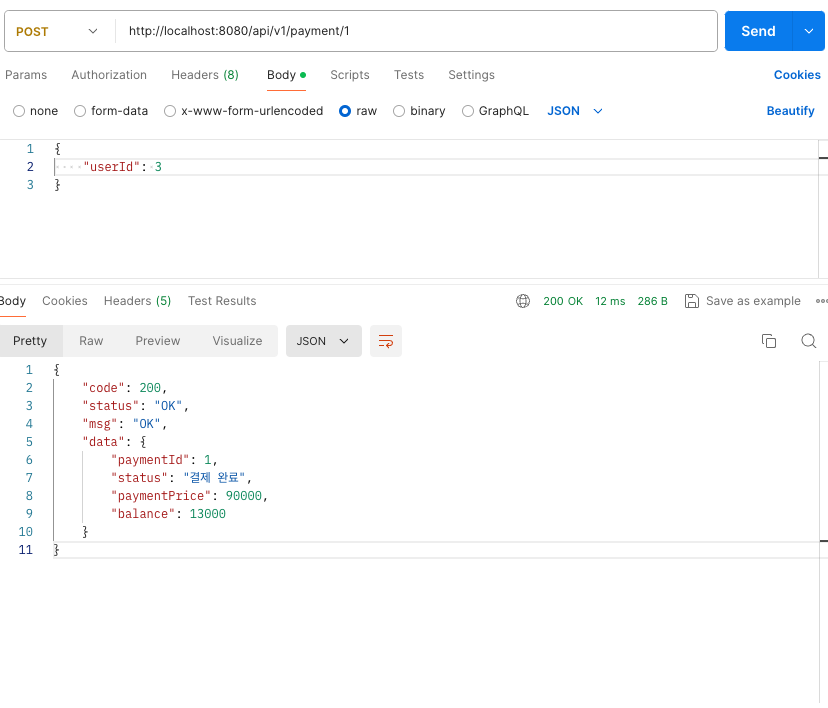 POST http://localhost:8080/api/v1/payment/1 Send
Params Authorization Headers (8) Body Scripts Tests Settings Cookies
none form-data x-www-form-urlencoded raw binary GraphQL JSON Beautify
1 {
2 ····"userId":·3
3 }
Body Cookies Headers (5) Test Results 200 OK 12 ms 286 B Save as example
Pretty Raw Preview Visualize JSON
1 {
2 "code": 200,
3 "status": "OK",
4 "msg": "OK",
5 "data": {
6 "paymentId": 1,
7 "status": "결제 완료",
8 "paymentPrice": 90000,
9 "balance": 13000
10 }
11 }